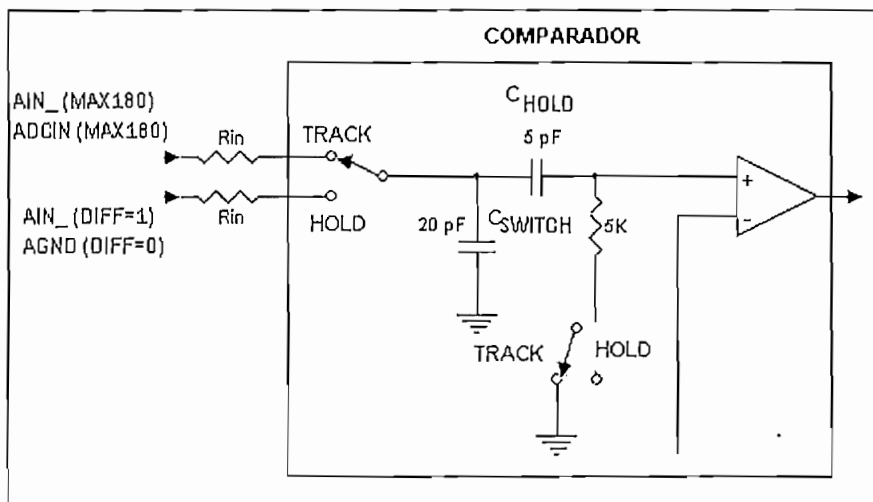 COMPARADOR
AIN_ (MAX180)
ADCIN (MAX180)
Rin
TRACK
C HOLD
5 pF
+
Rin
HOLD
AIN_ (DIFF=1)
AGND (DIFF=0)
20 pF
C SWITCH
5K
-
TRACK
HOLD